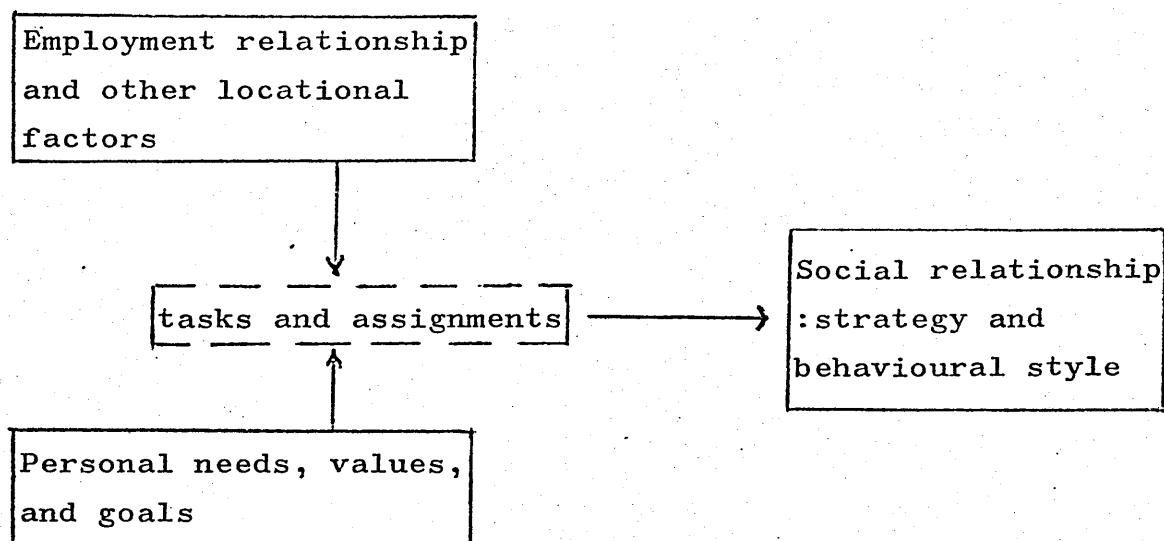 Employment relationship
and other locational
factors
tasks and assignments
Social relationship
:strategy and
behavioural style
Personal needs, values,
and goals